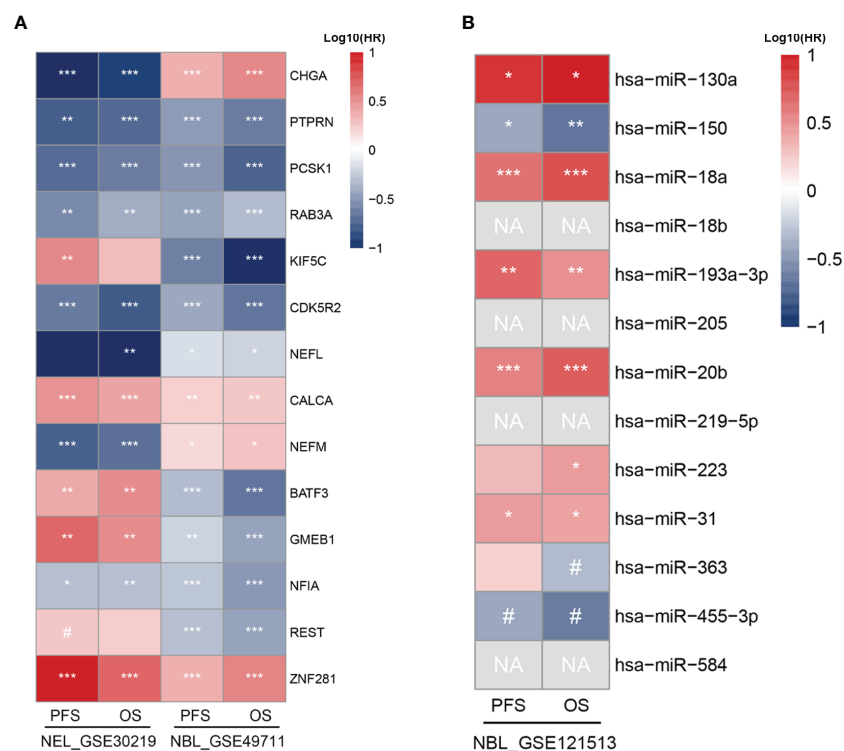 A
B
Log10(HR)
1
0.5
0
−0.5
−1
*** *** *** *** CHGA
** *** *** *** PTPRN
*** *** *** *** PCSK1
** ** *** *** RAB3A
** *** *** KIF5C
*** *** *** *** CDK5R2
** * * NEFL
*** *** ** ** CALCA
*** *** * * NEFM
** ** *** *** BATF3
** ** ** *** GMEB1
* ** *** *** NFIA
# *** *** REST
*** *** *** *** ZNF281
PFS OS PFS OS
NEL_GSE30219 NBL_GSE49711
Log10(HR)
1
0.5
0
−0.5
−1
* * hsa−miR−130a
* ** hsa−miR−150
*** *** hsa−miR−18a
NA NA hsa−miR−18b
** ** hsa−miR−193a−3p
NA NA hsa−miR−205
*** *** hsa−miR−20b
NA NA hsa−miR−219−5p
* hsa−miR−223
* * hsa−miR−31
# hsa−miR−363
# # hsa−miR−455−3p
NA NA hsa−miR−584
PFS OS
NBL_GSE121513